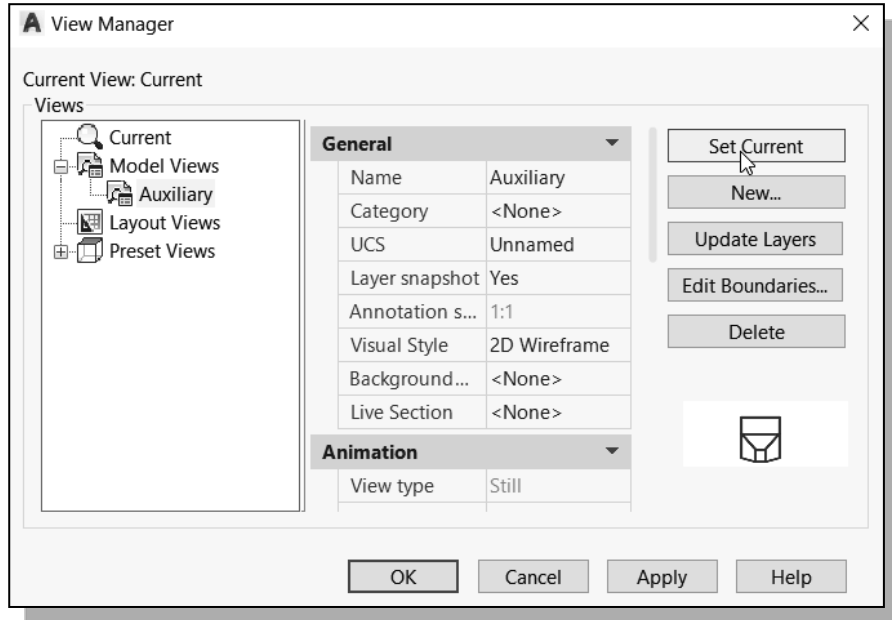 View Manager
Current View: Current
Views
Current
Model Views
Auxiliary
Layout Views
Preset Views
General
Name Auxiliary
Category <None>
UCS Unnamed
Layer snapshot Yes
Annotation s... 1:1
Visual Style 2D Wireframe
Background... <None>
Live Section <None>
Animation
View type Still
Set Current
New...
Update Layers
Edit Boundaries...
Delete
OK Cancel Apply Help